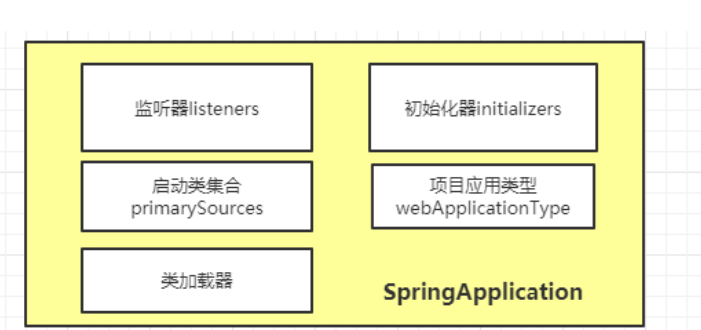 监听器listeners
初始化器initializers
启动类集合
primarySources
项目应用类型
webApplicationType
类加载器
SpringApplication